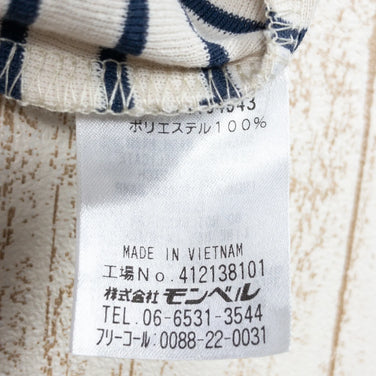 ポリエステル100%
MADE IN VIETNAM
工場No.412138101
株式会社 モンベル
TEL.06-6531-3544
フリーコール:0088-22-0031